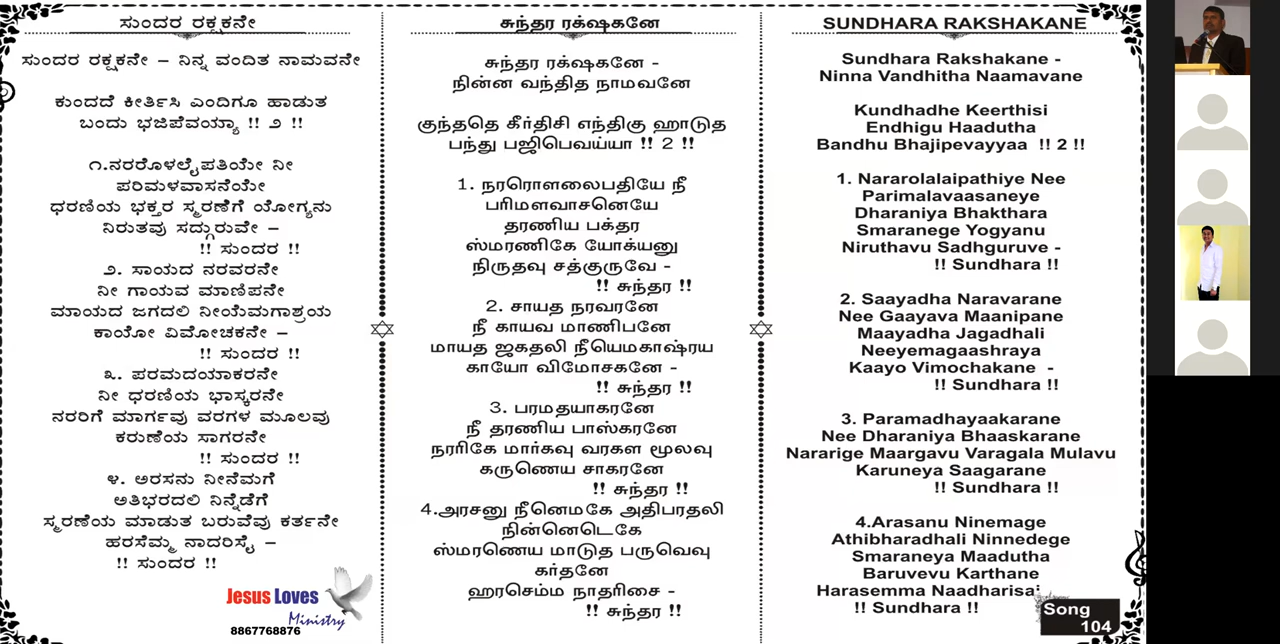 ಸುಂದರ ರಕ್ಷಕನೇ
ಸುಂದರ ರಕ್ಷಕನೇ – ನಿನ್ನ ವಂದಿತ ನಾಮವನೇ
ಕುಂದದೆ ಕೀರ್ತಿಸಿ ಎಂದಿಗೂ ಹಾಡುತ
ಬಂದು ಭಜಿಪೆವಯ್ಯಾ !! ೨ !!
೧.ನರರೊಳಲೈಪತಿಯೇ ನೀ
ಪರಿಮಳವಾಸನೆಯೇ
ಧರಣಿಯ ಭಕ್ತರ ಸ್ಮರಣೆಗೆ ಯೋಗ್ಯನು
ನಿರುತವು ಸದ್ಗುರುವೇ –
!! ಸುಂದರ !!
೨. ಸಾಯದ ನರವರನೇ
ನೀ ಗಾಯವ ಮಾಣಿಪನೇ
ಮಾಯದ ಜಗದಲಿ ನೀಯೆಮಗಾಶ್ರಯ
ಕಾಯೋ ವಿಮೋಚಕನೇ –
!! ಸುಂದರ !!
೩. ಪರಮದಯಾಕರನೇ
ನೀ ಧರಣಿಯ ಭಾಸ್ಕರನೇ
ನರರಿಗೆ ಮಾರ್ಗವು ವರಗಳ ಮೂಲವು
ಕರುಣೆಯ ಸಾಗರನೇ
!! ಸುಂದರ !!
೪. ಅರಸನು ನೀನೆಮಗೆ
ಅತಿಭರದಲಿ ನಿನ್ನೆಡೆಗೆ
ಸ್ಮರಣೆಯ ಮಾಡುತ ಬರುವೆವು ಕರ್ತನೇ
ಹರಸೆಮ್ಮ ನಾದರಿಸೈ –
!! ಸುಂದರ !!
Jesus Loves
Ministry
8867768876
சுந்தர ரக்ஷகனே
சுந்தர ரக்ஷகனே -
நின்ன வந்தித நாமவனே
குந்ததெ கீர்திசி எந்திகு ஹாடுத
பந்து பஜிபெவய்யா !! 2 !!
1. நரரொளலைபதியே நீ
பரிமளவாசனெயே
தரணிய பக்தர
ஸ்மரணிகே யோக்யனு
நிருதவு சத்குருவே -
!! சுந்தர !!
2. சாயத நரவரனே
நீ காயவ மாணிபனே
மாயத ஜகதலி நீயெமகாஷ்ரய
காயோ விமோசகனே -
!! சுந்தர !!
3. பரமதயாகரனே
நீ தரணிய பாஸ்கரனே
நரரிகே மார்கவு வரகள மூலவு
கருணெய சாகரனே
!! சுந்தர !!
4.அரசனு நீனெமகே அதிபரதலி
நின்னெடெகே
ஸ்மரணெய மாடுத பருவெவு
கர்தனே
ஹரசெம்ம நாதரிசை -
!! சுந்தர !!
SUNDHARA RAKSHAKANE
Sundhara Rakshakane -
Ninna Vandhitha Naamavane
Kundhadhe Keerthisi
Endhigu Haadutha
Bandhu Bhajipevayyaa !! 2 !!
1. Nararolalaipathiye Nee
Parimalavaasaneye
Dharaniya Bhakthara
Smaranege Yogyanu
Niruthavu Sadhguruve -
!! Sundhara !!
2. Saayadha Naravarane
Nee Gaayava Maanipane
Maayadha Jagadhali
Neeyemagaashraya
Kaayo Vimochakane -
!! Sundhara !!
3. Paramadhayaakarane
Nee Dharaniya Bhaaskarane
Nararige Maargavu Varagala Mulavu
Karuneya Saagarane
!! Sundhara !!
4.Arasanu Ninemage
Athibharadhali Ninnedege
Smaraneya Maadutha
Baruvevu Karthane
Harasemma Naadharisai
!! Sundhara !!
Song
104